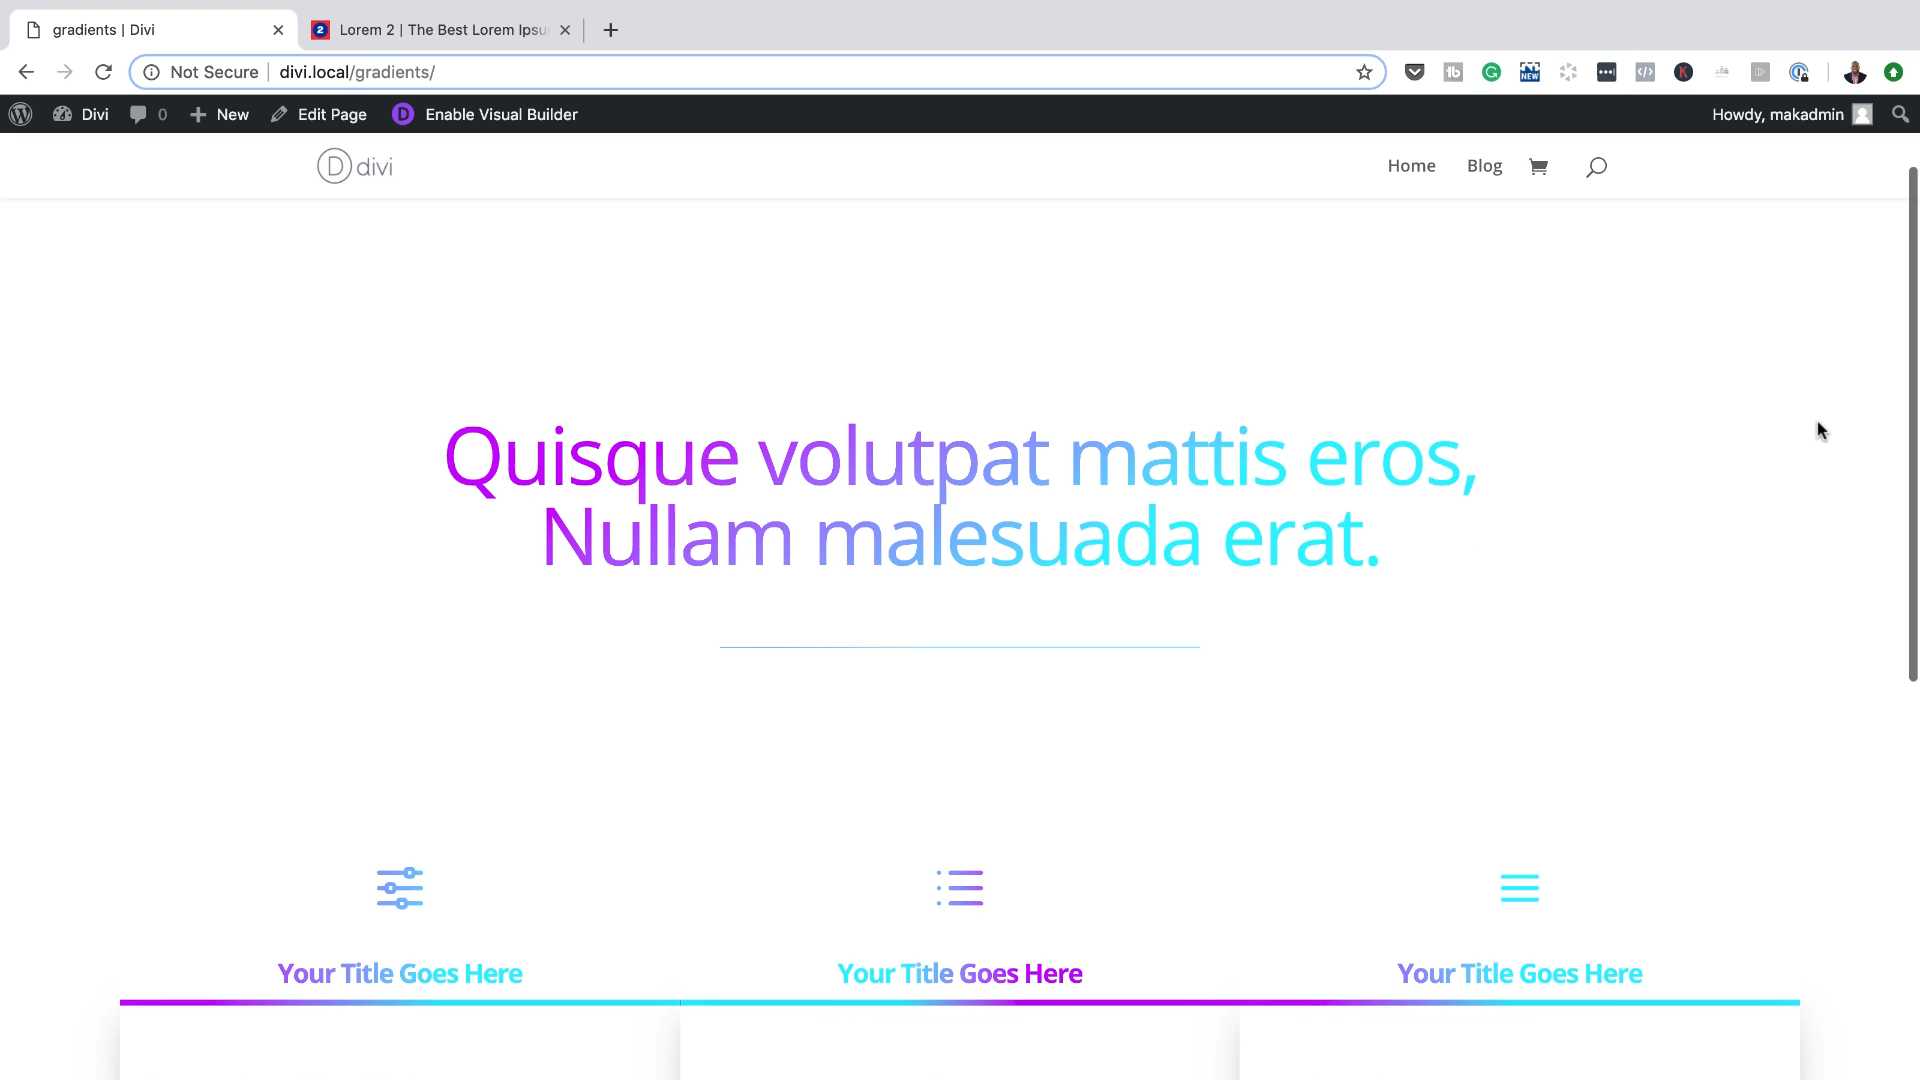 gradients | Divi
Lorem 2 | The Best Lorem Ipsu
Not Secure
divi.local/gradients/
Divi
0
New
Edit Page
Enable Visual Builder
Howdy, makadmin
divi
Home
Blog
Quisque volutpat mattis eros,
Nullam malesuada erat.
Your Title Goes Here
Your Title Goes Here
Your Title Goes Here